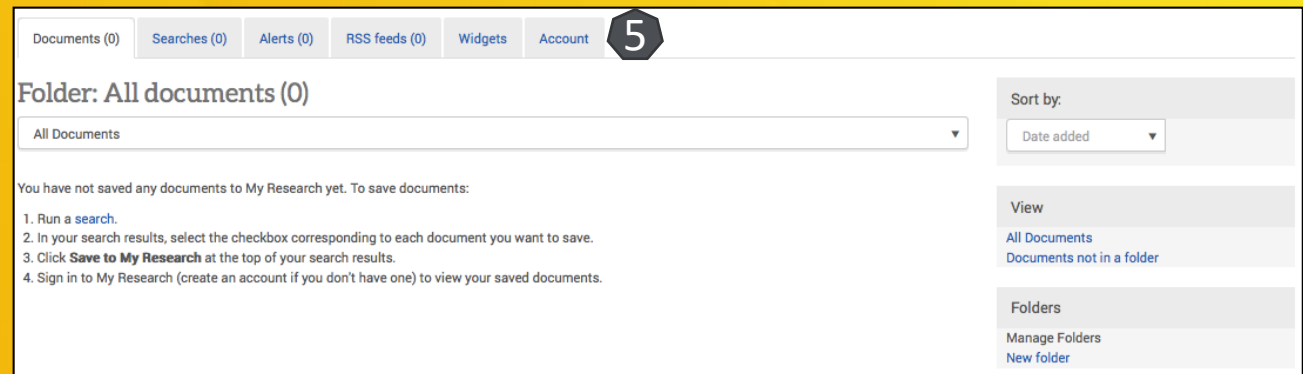 Documents (0) Searches (0) Alerts (0) RSS feeds (0) Widgets Account 5
Folder: All documents (0)
All Documents
You have not saved any documents to My Research yet. To save documents:
1. Run a search.
2. In your search results, select the checkbox corresponding to each document you want to save.
3. Click Save to My Research at the top of your search results.
4. Sign in to My Research (create an account if you don't have one) to view your saved documents.
Sort by:
Date added
View
All Documents
Documents not in a folder
Folders
Manage Folders
New folder